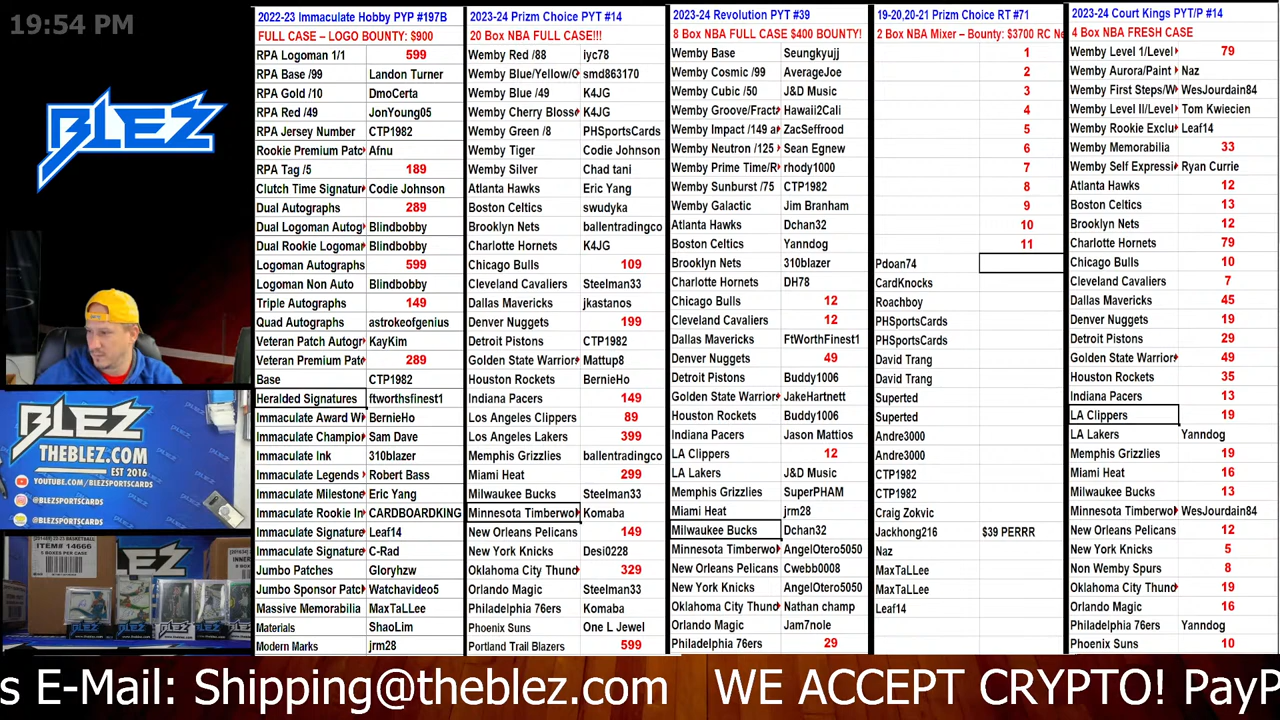 19:54 PM
BLEZ
BLEZ
THEBLEZ.COM
EST 2016
YOUTUBE.COM/BLEZSPORTSCARDS
@BLEZSPORTSCARDS
@BLEZSPORTSCARDS
ITEM# 14666
2022-23 Immaculate Hobby PYP #197B
FULL CASE – LOGO BOUNTY: $900
RPA Logoman 1/1 599
RPA Base /99 Landon Turner
RPA Gold /10 DmoCerta
RPA Red /49 JonYoung05
RPA Jersey Number CTP1982
Rookie Premium Patc Afnu
RPA Tag /5 189
Clutch Time Signatur Codie Johnson
Dual Autographs 289
Dual Logoman Autog Blindbobby
Dual Rookie Logomar Blindbobby
Logoman Autographs 599
Logoman Non Auto Blindbobby
Triple Autographs 149
Quad Autographs astrokeofgenius
Veteran Patch Autogr KayKim
Veteran Premium Pat 289
Base CTP1982
Heralded Signatures ftworthsfinest1
Immaculate Award Wi BernieHo
Immaculate Champio Sam Dave
Immaculate Ink 310blazer
Immaculate Legends Robert Bass
Immaculate Milestone Eric Yang
Immaculate Rookie In CARDBOARDKING
Immaculate Signature Leaf14
Immaculate Signature C-Rad
Jumbo Patches Gloryhzw
Jumbo Sponsor Patc Watchavideo5
Massive Memorabilia MaxTaLLee
Materials ShaoLim
Modern Marks jrm28
2023-24 Prizm Choice PYT #14
20 Box NBA FULL CASE!!!
Wemby Red /88 iyc78
Wemby Blue/Yellow/G smd863170
Wemby Blue /49 K4JG
Wemby Cherry Bloss K4JG
Wemby Green /8 PHSportsCards
Wemby Tiger Codie Johnson
Wemby Silver Chad tani
Atlanta Hawks Eric Yang
Boston Celtics swudyka
Brooklyn Nets ballentradingco
Charlotte Hornets K4JG
Chicago Bulls 109
Cleveland Cavaliers Steelman33
Dallas Mavericks jkastanos
Denver Nuggets 199
Detroit Pistons CTP1982
Golden State Warrior Mattup8
Houston Rockets BernieHo
Indiana Pacers 149
Los Angeles Clippers 89
Los Angeles Lakers 399
Memphis Grizzlies ballentradingco
Miami Heat 299
Milwaukee Bucks Steelman33
Minnesota Timberwo Komaba
New Orleans Pelicans 149
New York Knicks Desi0228
Oklahoma City Thun 329
Orlando Magic Steelman33
Philadelphia 76ers Komaba
Phoenix Suns One L Jewel
Portland Trail Blazers 599
2023-24 Revolution PYT #39
8 Box NBA FULL CASE $400 BOUNTY!
Wemby Base Seungkyujj
Wemby Cosmic /99 AverageJoe
Wemby Cubic /50 J&D Music
Wemby Groove/Fract Hawaii2Cali
Wemby Impact /149 a ZacSeffrood
Wemby Neutron /125 Sean Egnew
Wemby Prime Time/R rhody1000
Wemby Sunburst /75 CTP1982
Wemby Galactic Jim Branham
Atlanta Hawks Dchan32
Boston Celtics Yanndog
Brooklyn Nets 310blazer
Charlotte Hornets DH78
Chicago Bulls 12
Cleveland Cavaliers 12
Dallas Mavericks FtWorthFinest1
Denver Nuggets 49
Detroit Pistons Buddy1006
Golden State Warrior JakeHartnett
Houston Rockets Buddy1006
Indiana Pacers Jason Mattios
LA Clippers 12
LA Lakers J&D Music
Memphis Grizzlies SuperPHAM
Miami Heat jrm28
Milwaukee Bucks Dchan32
Minnesota Timberwo AngelOtero5050
New Orleans Pelicans Cwebb0008
New York Knicks AngelOtero5050
Oklahoma City Thund Nathan champ
Orlando Magic Jam7nole
Philadelphia 76ers 29
19-20,20-21 Prizm Choice RT #71
2 Box NBA Mixer – Bounty: $3700 RC Ne
1
2
3
4
5
6
7
8
9
10
11
Pdoan74
CardKnocks
Roachboy
PHSportsCards
PHSportsCards
David Trang
David Trang
Superted
Superted
Andre3000
Andre3000
CTP1982
CTP1982
Craig Zokvic
Jackhong216 $39 PERRR
Naz
MaxTaLLee
MaxTaLLee
Leaf14
2023-24 Court Kings PYT/P #14
4 Box NBA FRESH CASE
Wemby Level 1/Level 79
Wemby Aurora/Paint Naz
Wemby First Steps/W WesJourdain84
Wemby Level II/Level Tom Kwiecien
Wemby Rookie Exclu Leaf14
Wemby Memorabilia 33
Wemby Self Expressi Ryan Currie
Atlanta Hawks 12
Boston Celtics 13
Brooklyn Nets 12
Charlotte Hornets 79
Chicago Bulls 10
Cleveland Cavaliers 7
Dallas Mavericks 45
Denver Nuggets 19
Detroit Pistons 29
Golden State Warrior 49
Houston Rockets 35
Indiana Pacers 13
LA Clippers 19
LA Lakers Yanndog
Memphis Grizzlies 19
Miami Heat 16
Milwaukee Bucks 13
Minnesota Timberwo WesJourdain84
New Orleans Pelicans 12
New York Knicks 5
Non Wemby Spurs 8
Oklahoma City Thun 19
Orlando Magic 16
Philadelphia 76ers Yanndog
Phoenix Suns 10
s E-Mail: Shipping@theblez.com WE ACCEPT CRYPTO! PayP